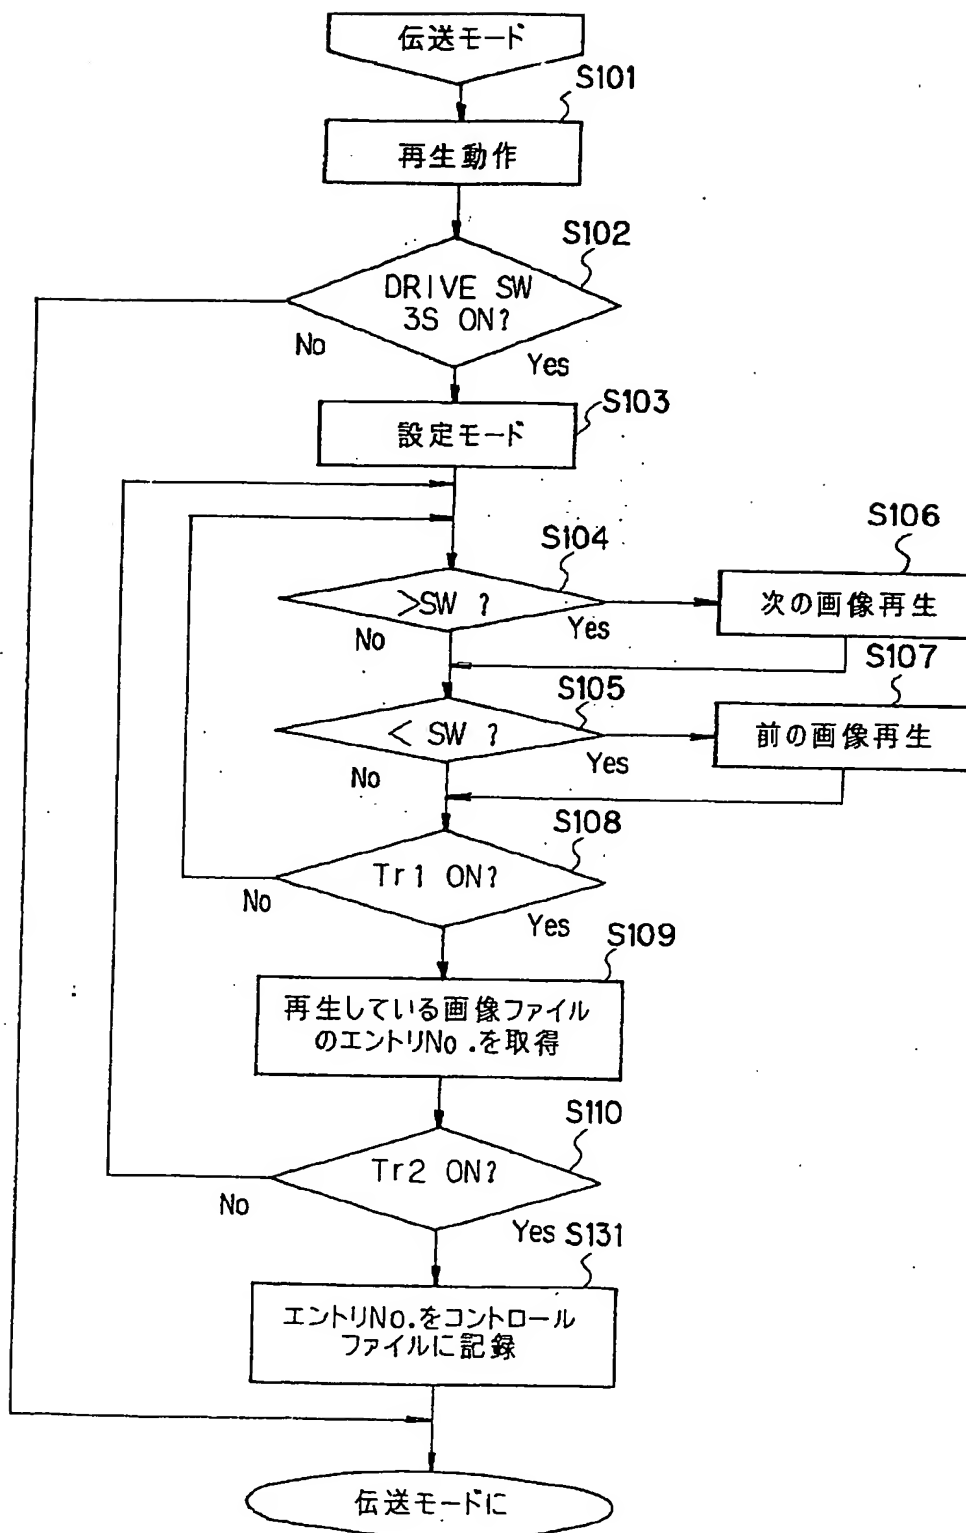 伝送モード
S101
再生動作
S102
DRIVE SW
3S ON?
No
Yes
S103
設定モード
S104
>SW ?
No
Yes
S106
次の画像再生
S105
< SW ?
No
Yes
S107
前の画像再生
S108
Tr1 ON?
No
Yes
S109
再生している画像ファイル
のエントリNo.を取得
S110
Tr2 ON?
No
Yes
S131
エントリNo.をコントロール
ファイルに記録
伝送モードに